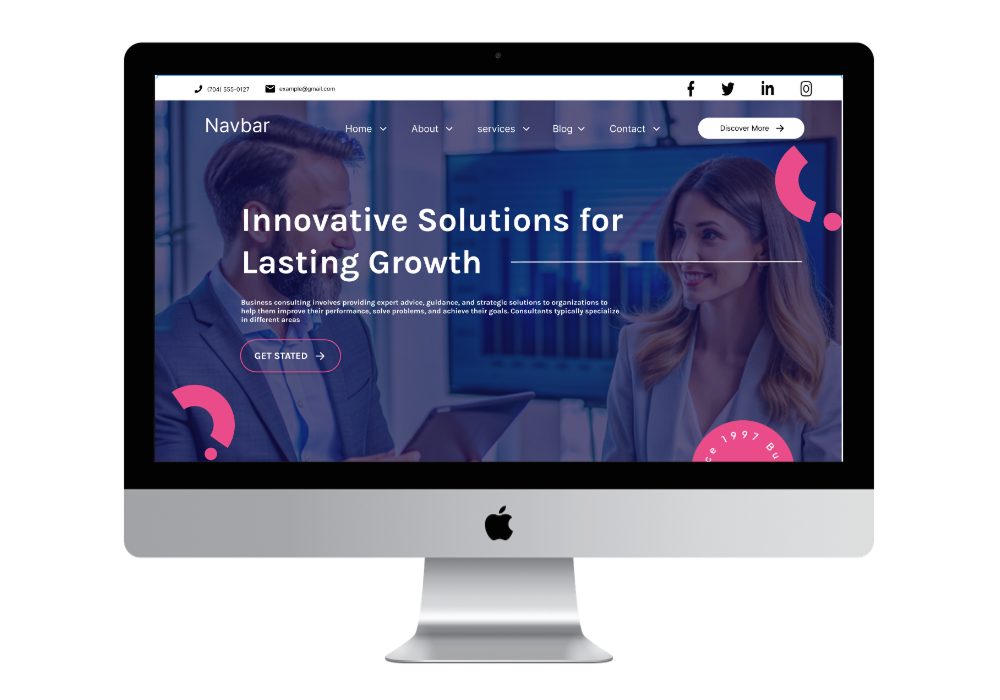 (704) 555-0127 example@gmail.com
Navbar Home About services Blog Contact Discover More
Innovative Solutions for
Lasting Growth
Business consulting involves providing expert advice, guidance, and strategic solutions to organizations to
help them improve their performance, solve problems, and achieve their goals. Consultants typically specialize
in different areas
GET STATED
ce 1997 Bu